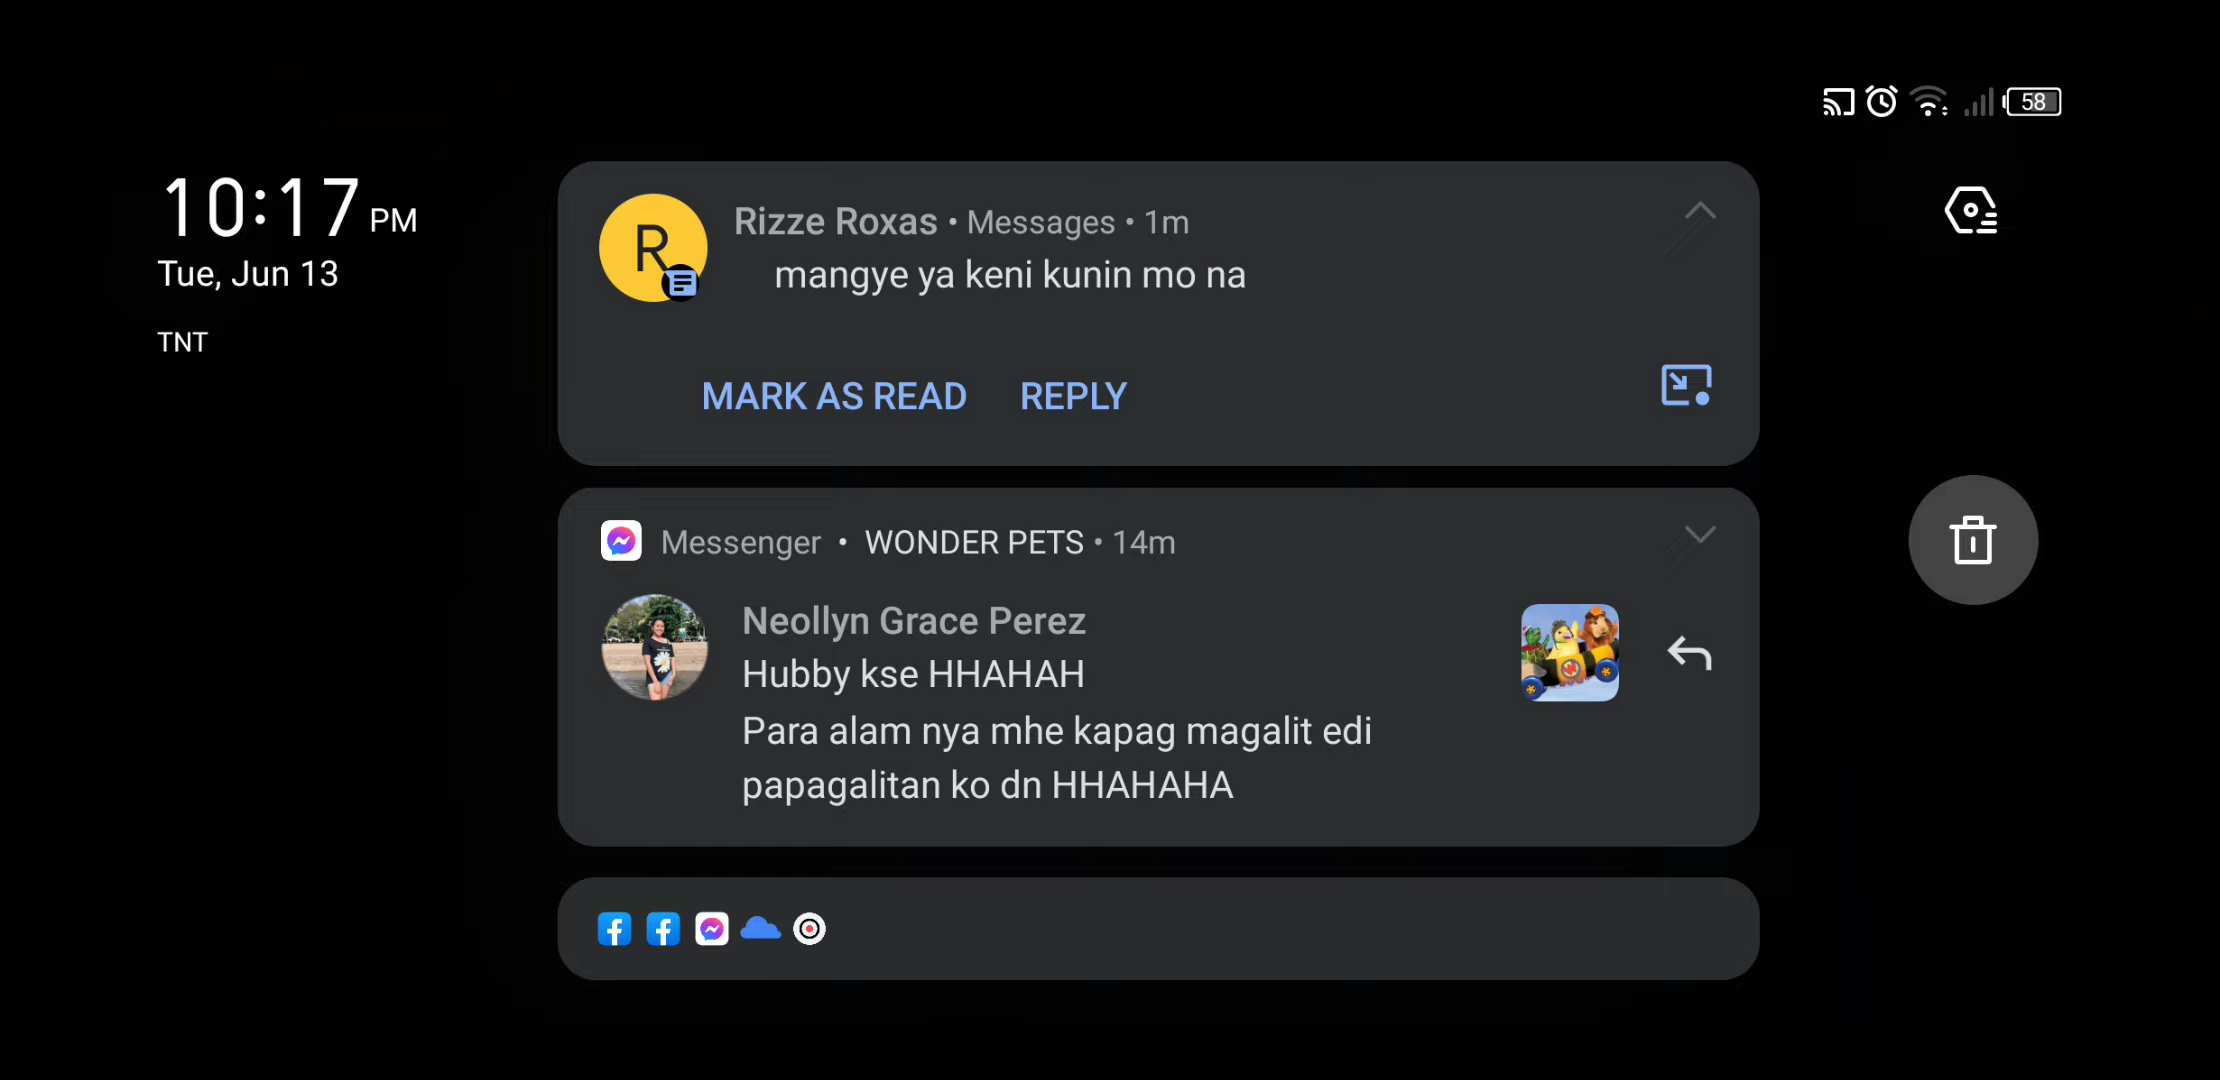 58
10:17 PM
Tue, Jun 13
TNT
R
Rizze Roxas • Messages • 1m
mangye ya keni kunin mo na
MARK AS READ REPLY
Messenger • WONDER PETS • 14m
Neollyn Grace Perez
Hubby kse HHAHAH
Para alam nya mhe kapag magalit edi
papagalitan ko dn HHAHAHA